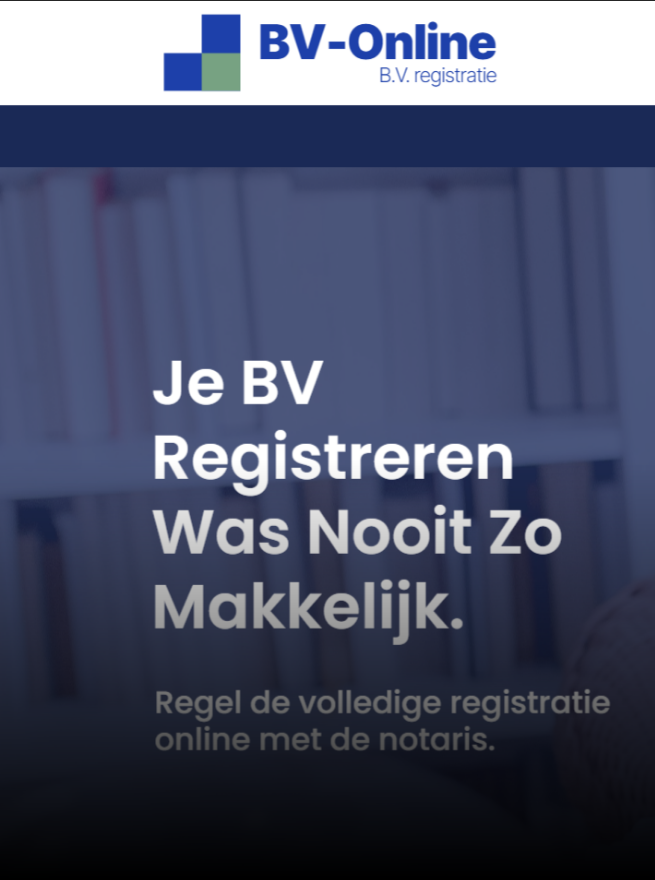 BV-Online
B.V. registratie
Je BV
Registreren
Was Nooit Zo
Makkelijk.
Regel de volledige registratie
online met de notaris.